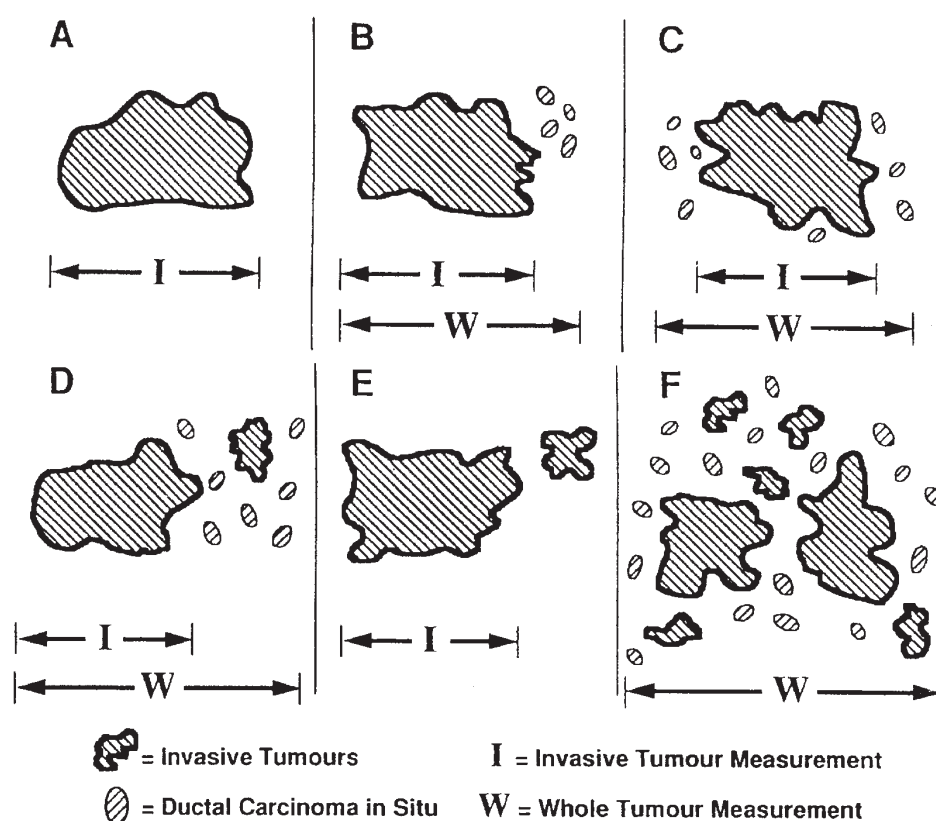 A B C
I I I
W W
D E F
I I
W W
= Invasive Tumours I = Invasive Tumour Measurement
= Ductal Carcinoma in Situ W = Whole Tumour Measurement